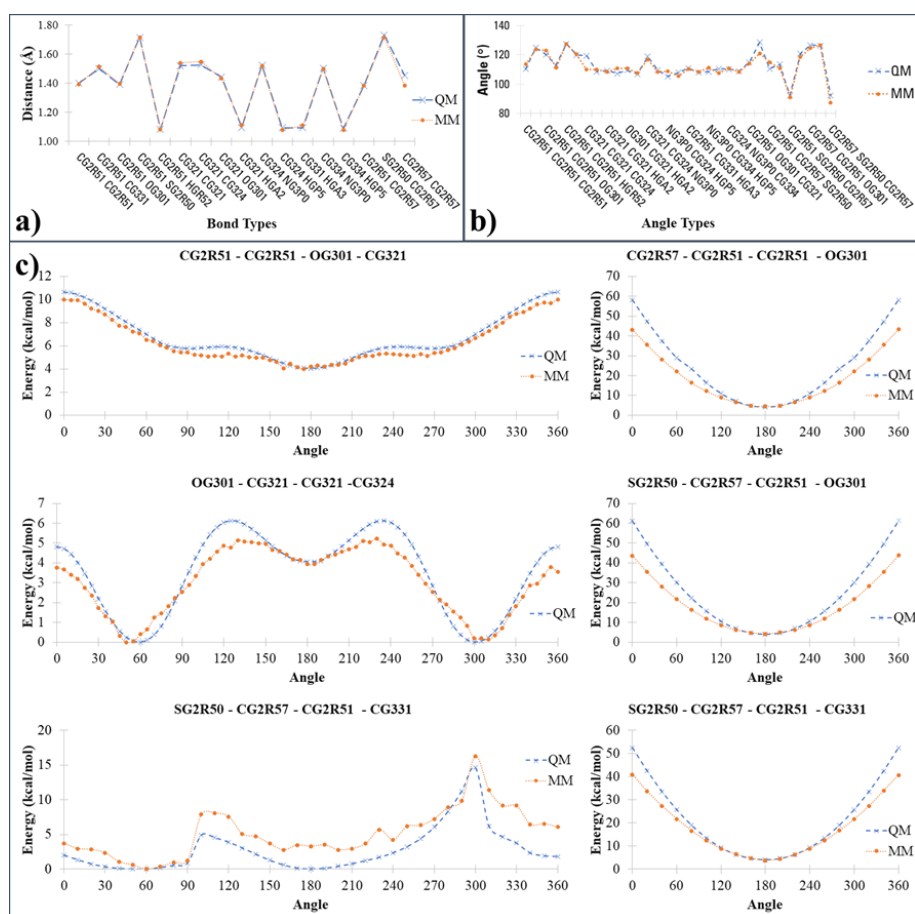 a)
1.80
1.60
1.40
1.20
1.00
Distance (Å)
QM
MM
CG2R51 CG2R51
CG2R51 CG331
CG2R51 OG301
CG2R51 SG2R50
CG2R51 HGR52
CG321 CG321
CG321 CG324
CG321 OG301
CG321 HGA2
CG324 NG3P0
CG324 HGP5
CG331 HGA3
CG334 NG3P0
CG334 HGP5
CG2R51 CG2R57
SG2R50 CG2R57
CG2R57 CG2R57
Bond Types
b)
140
120
100
80
Angle (°)
QM
MM
CG2R51 CG2R51 CG2R51
CG2R51 CG2R51 OG301
CG2R51 CG2R51 HGR52
CG321 CG321 CG324
CG321 CG321 HGA2
OG301 CG321 HGA2
CG321 CG324 NG3P0
NG3P0 CG324 HGP5
CG2R51 CG331 HGA3
NG3P0 CG334 HGP5
CG324 NG3P0 CG334
CG2R51 OG301 CG321
CG2R51 SG2R50 CG2R57
CG2R57 CG2R51 OG301
Angle Types
c)
CG2R51 - CG2R51 - OG301 - CG321
12
10
8
6
4
2
0
Energy (kcal/mol)
QM
MM
0 30 60 90 120 150 180 210 240 270 300 330 360
Angle
CG2R57 - CG2R51 - CG2R51 - OG301
70
60
50
40
30
20
10
0
Energy (kcal/mol)
QM
MM
0 60 120 180 240 300 360
Angle
OG301 - CG321 - CG321 -CG324
7
6
5
4
3
2
1
0
Energy (kcal/mol)
QM
0 30 60 90 120 150 180 210 240 270 300 330 360
Angle
SG2R50 - CG2R57 - CG2R51 - OG301
70
60
50
40
30
20
10
0
Energy (kcal/mol)
QM
0 60 120 180 240 300 360
Angle
SG2R50 - CG2R57 - CG2R51 - CG331
20
15
10
5
0
Energy (kcal/mol)
QM
MM
0 30 60 90 120 150 180 210 240 270 300 330 360
Angle
SG2R50 - CG2R57 - CG2R51 - CG331
60
50
40
30
20
10
0
Energy (kcal/mol)
QM
MM
0 60 120 180 240 300 360
Angle